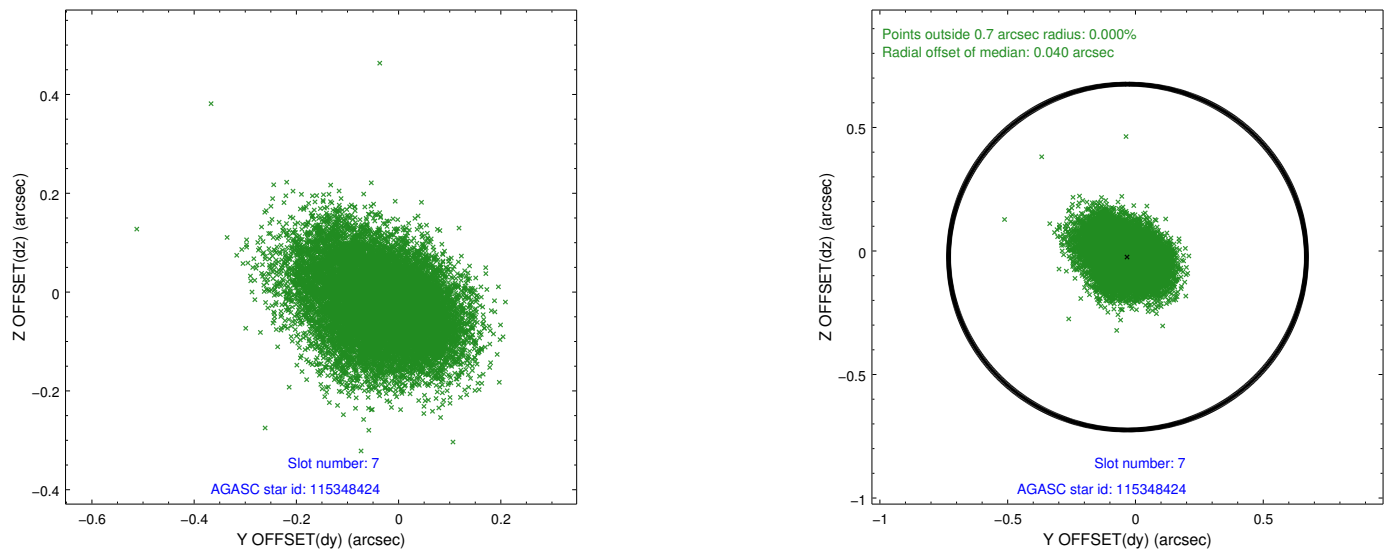 0.4
0.2
0
−0.2
−0.4
−0.6
−0.4
−0.2
0
0.2
Z OFFSET(dz) (arcsec)
Y OFFSET(dy) (arcsec)
Slot number: 7
AGASC star id: 115348424
Points outside 0.7 arcsec radius: 0.000%
Radial offset of median: 0.040 arcsec
0.5
0
−0.5
−1
−1
−0.5
0
0.5
Z OFFSET(dz) (arcsec)
Y OFFSET(dy) (arcsec)
Slot number: 7
AGASC star id: 115348424